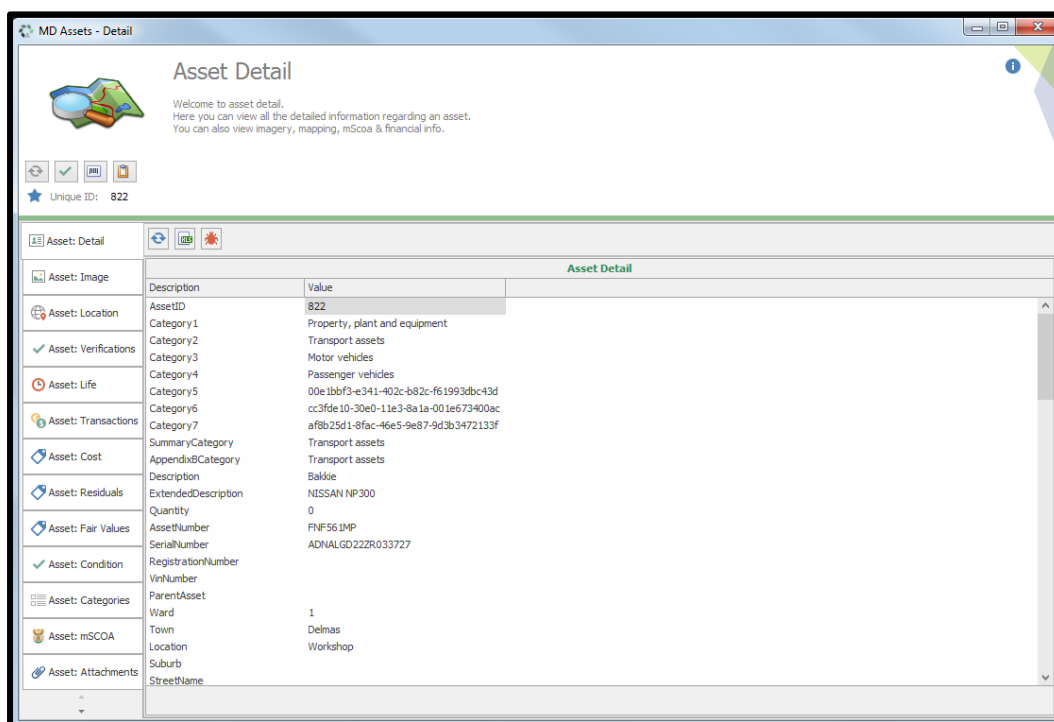 MD Assets - Detail
Asset Detail
Welcome to asset detail.
Here you can view all the detailed information regarding an asset.
You can also view imagery, mapping, mScoa & financial info.
Unique ID: 822
Asset: Detail
Asset: Image
Asset: Location
Asset: Verifications
Asset: Life
Asset: Transactions
Asset: Cost
Asset: Residuals
Asset: Fair Values
Asset: Condition
Asset: Categories
Asset: mSCOA
Asset: Attachments
XLS
Asset Detail
Description Value
AssetID 822
Category1 Property, plant and equipment
Category2 Transport assets
Category3 Motor vehicles
Category4 Passenger vehicles
Category5 00e1bbf3-e341-402c-b82c-f61993dbc43d
Category6 cc3fde10-30e0-11e3-8a1a-001e673400ac
Category7 af8b25d1-8fac-46e5-9e87-9d3b3472133f
SummaryCategory Transport assets
AppendixBCategory Transport assets
Description Bakkie
ExtendedDescription NISSAN NP300
Quantity 0
AssetNumber FNF561MP
SerialNumber ADNALGD22ZR033727
RegistrationNumber
VinNumber
ParentAsset
Ward 1
Town Delmas
Location Workshop
Suburb
StreetName